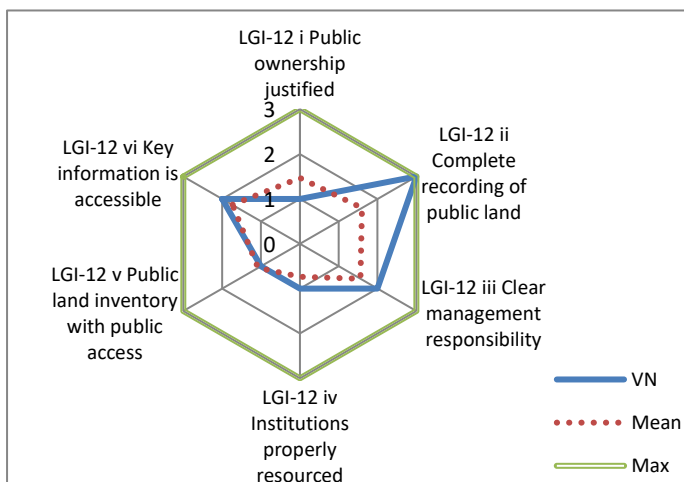 LGI-12 i Public
ownership
justified
3
2
1
0
LGI-12 ii
Complete
recording of
public land
LGI-12 iii Clear
management
responsibility
LGI-12 iv
Institutions
properly
resourced
LGI-12 v Public
land inventory
with public
access
LGI-12 vi Key
information is
accessible
VN
Mean
Max